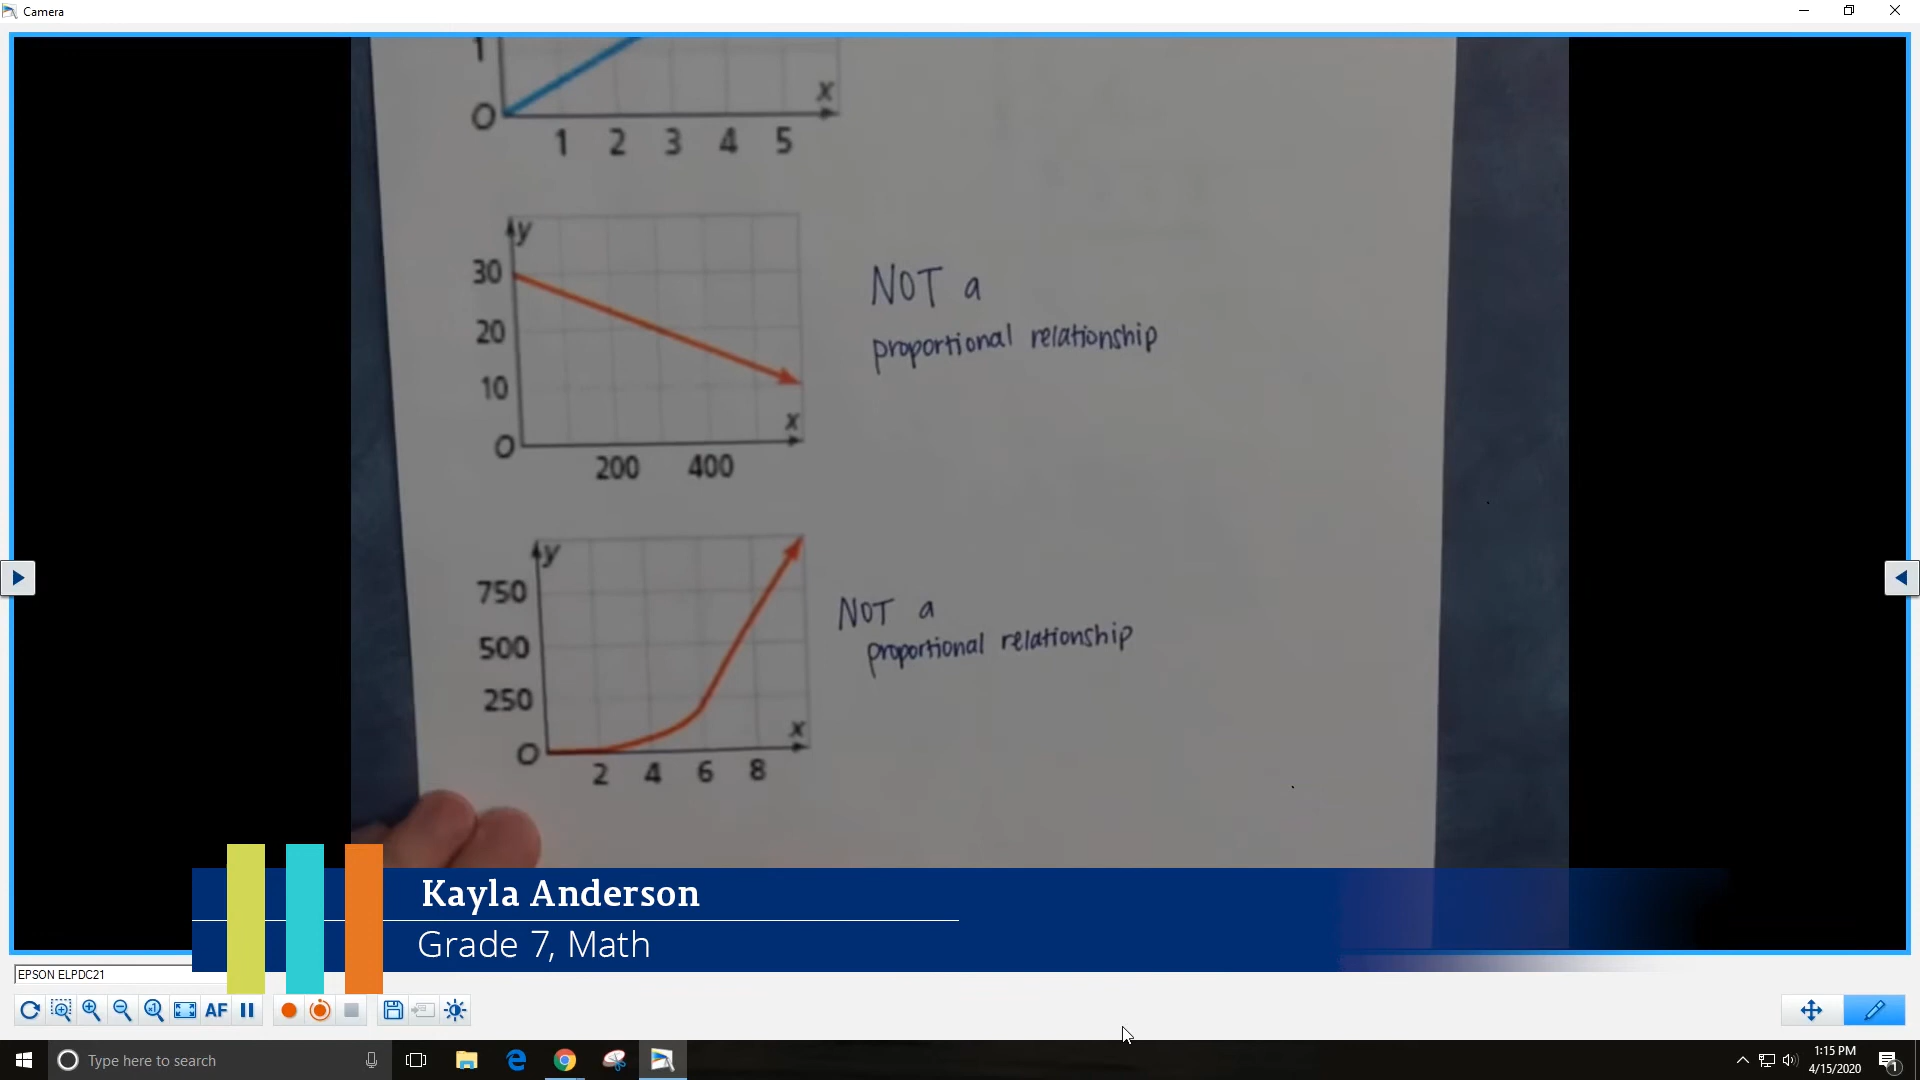 Camera
1
x
O
1 2 3 4 5
y
30
20
10
x
O
200 400
NOT a
proportional relationship
y
750
500
250
x
O
2 4 6 8
NOT a
proportional relationship
Kayla Anderson
Grade 7, Math
EPSON ELPDC21
x1
AF
Type here to search
1:15 PM
4/15/2020
1